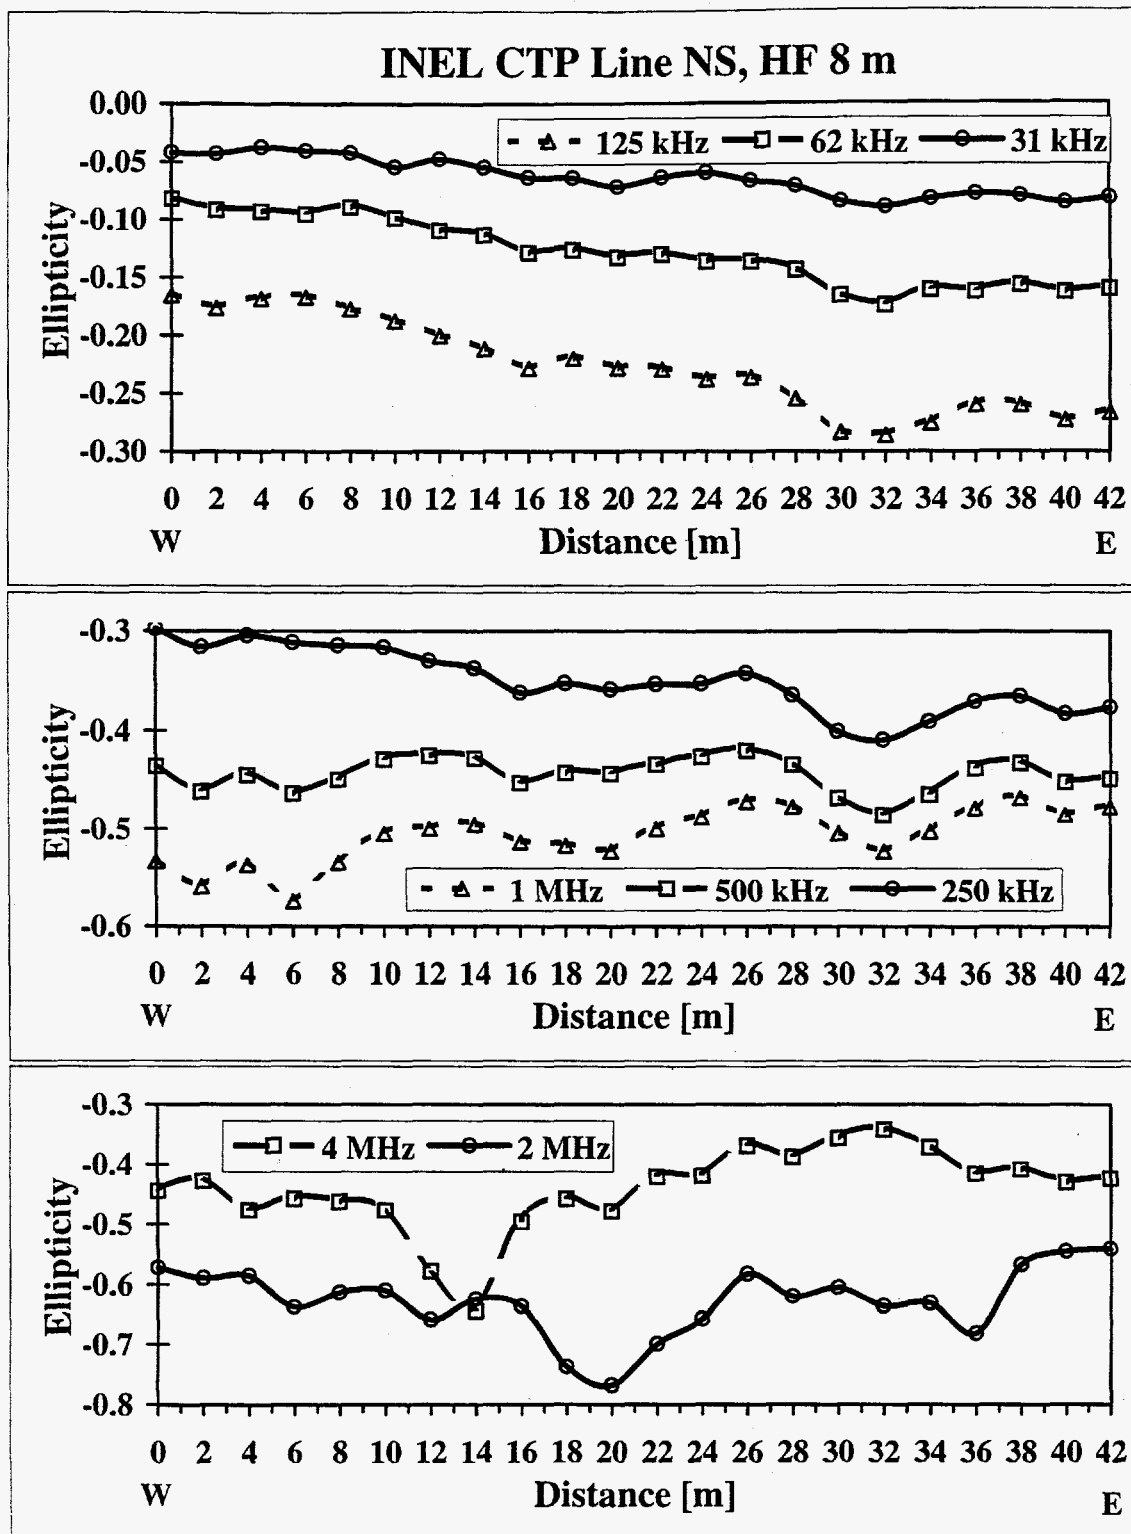 INEL CTP Line NS, HF 8 m
125 kHz 62 kHz 31 kHz
Ellipticity
0.00
-0.05
-0.10
-0.15
-0.20
-0.25
-0.30
0 2 4 6 8 10 12 14 16 18 20 22 24 26 28 30 32 34 36 38 40 42
W Distance [m] E
Ellipticity
-0.3
-0.4
-0.5
-0.6
1 MHz 500 kHz 250 kHz
0 2 4 6 8 10 12 14 16 18 20 22 24 26 28 30 32 34 36 38 40 42
W Distance [m] E
Ellipticity
-0.3
-0.4
-0.5
-0.6
-0.7
-0.8
4 MHz 2 MHz
0 2 4 6 8 10 12 14 16 18 20 22 24 26 28 30 32 34 36 38 40 42
W Distance [m] E